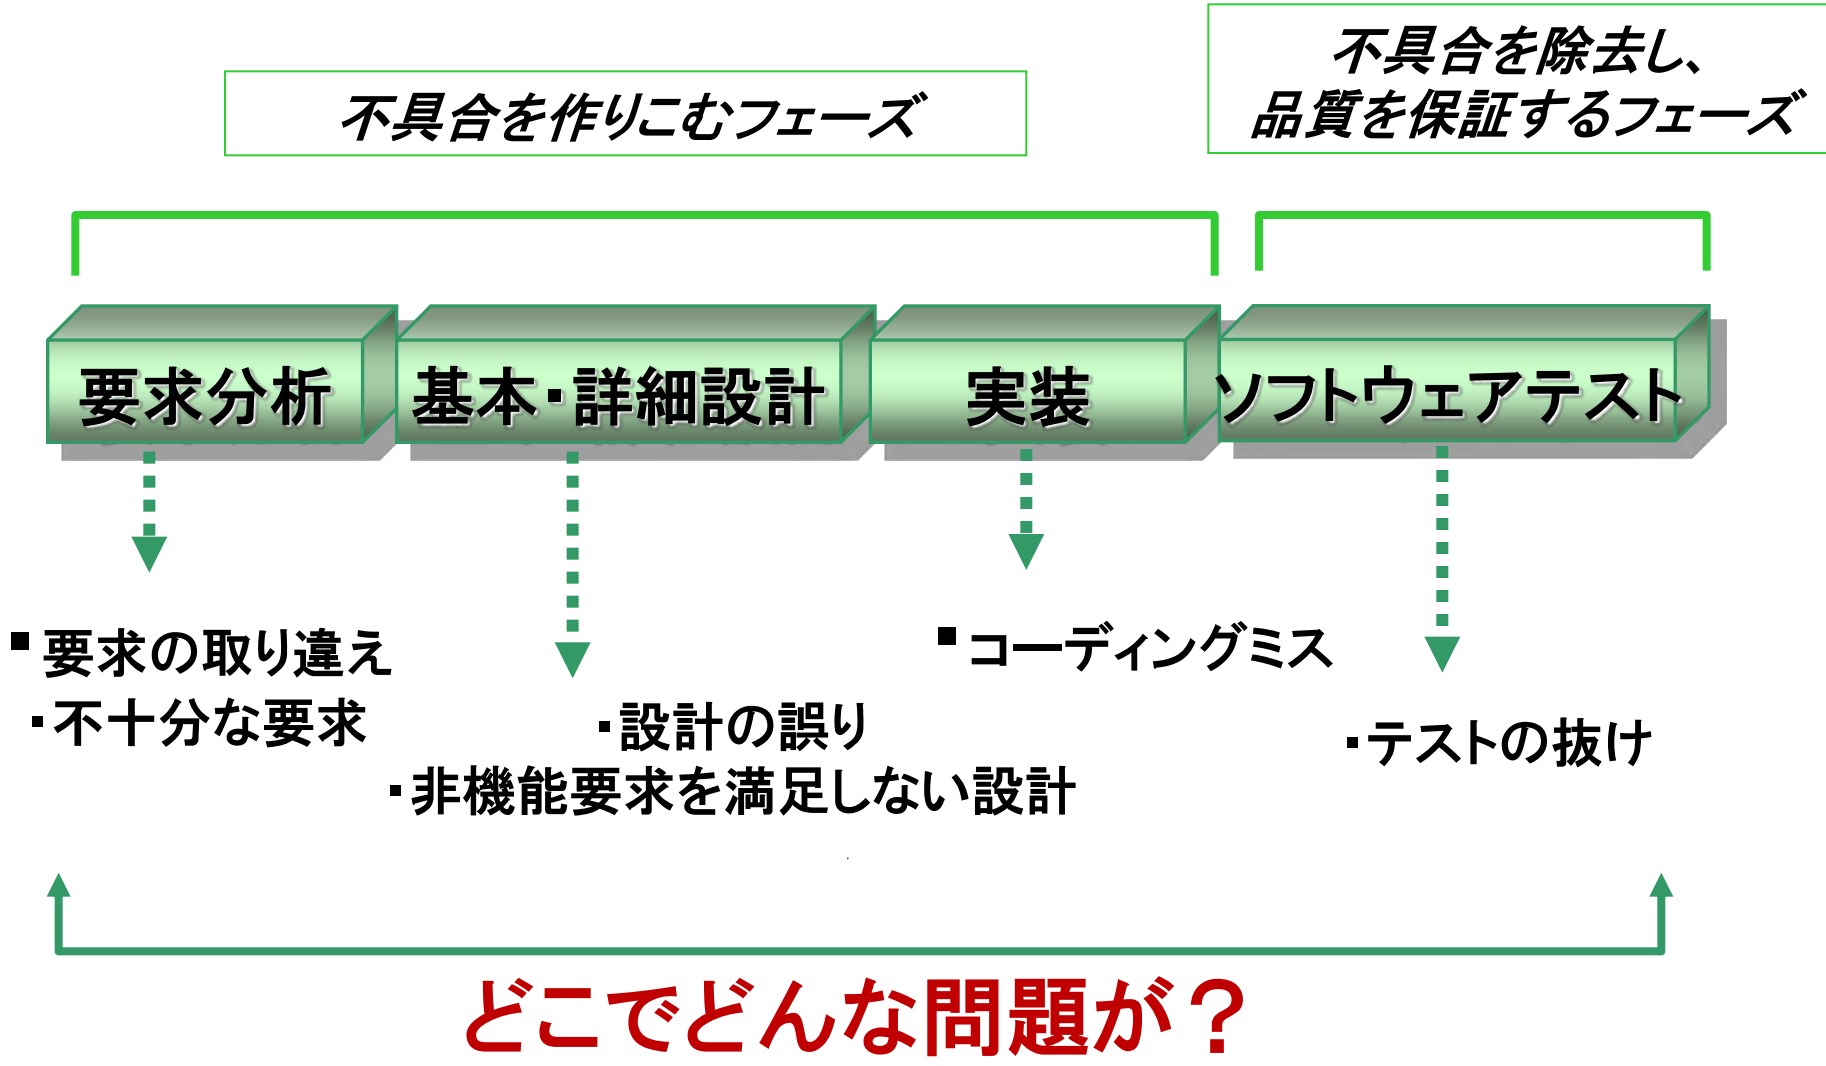 不具合を作りこむフェーズ
不具合を除去し、
品質を保証するフェーズ
要求分析
基本・詳細設計
実装
ソフトウェアテスト
▪要求の取り違え
・不十分な要求
・設計の誤り
・非機能要求を満足しない設計
▪コーディングミス
・テストの抜け
どこでどんな問題が？